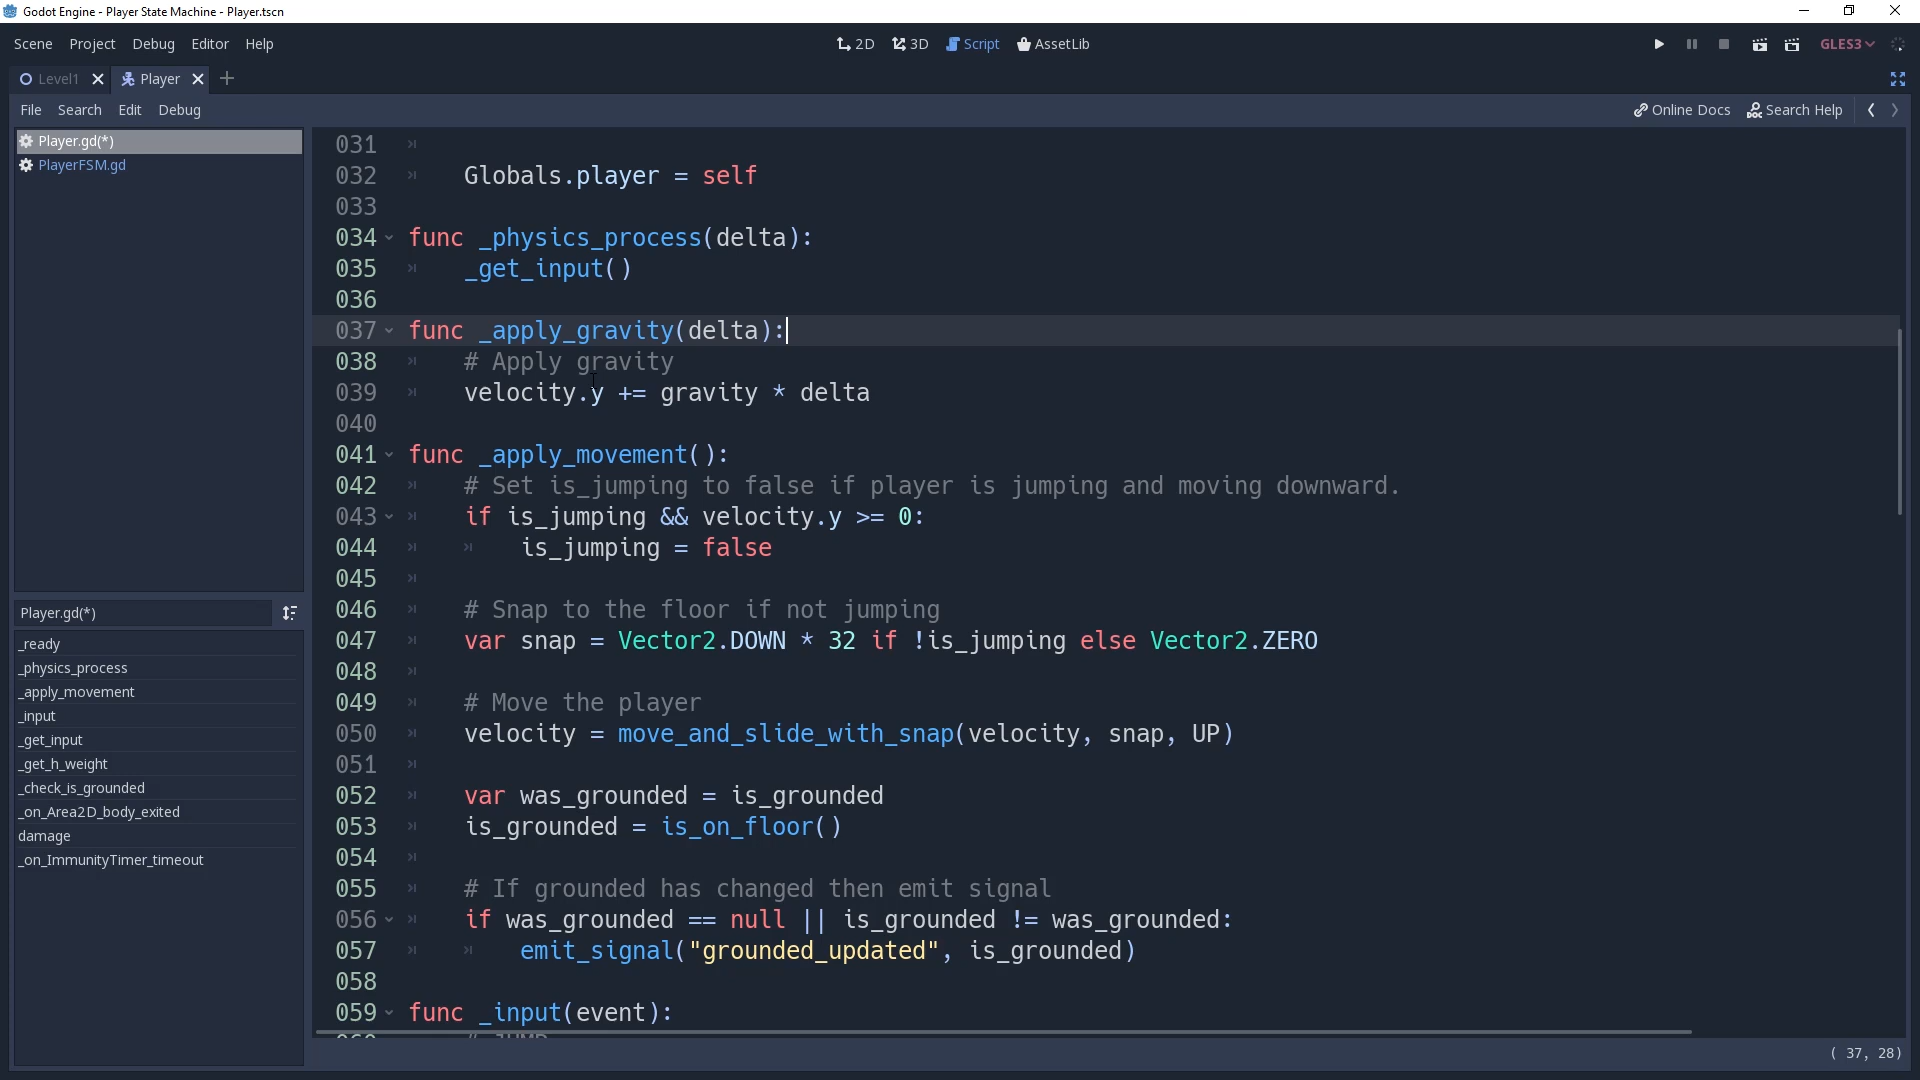 Godot Engine - Player State Machine - Player.tscn
Scene Project Debug Editor Help
2D 3D Script AssetLib
GLES3
Level1 Player
File Search Edit Debug
Online Docs Search Help
Player.gd(*)
PlayerFSM.gd
Player.gd(*)
_ready
_physics_process
_apply_movement
_input
_get_input
_get_h_weight
_check_is_grounded
_on_Area2D_body_exited
damage
_on_ImmunityTimer_timeout
031
032 Globals.player = self
033
034 func _physics_process(delta):
035 _get_input()
036
037 func _apply_gravity(delta):
038 # Apply gravity
039 velocity.y += gravity * delta
040
041 func _apply_movement():
042 # Set is_jumping to false if player is jumping and moving downward.
043 if is_jumping && velocity.y >= 0:
044 is_jumping = false
045
046 # Snap to the floor if not jumping
047 var snap = Vector2.DOWN * 32 if !is_jumping else Vector2.ZERO
048
049 # Move the player
050 velocity = move_and_slide_with_snap(velocity, snap, UP)
051
052 var was_grounded = is_grounded
053 is_grounded = is_on_floor()
054
055 # If grounded has changed then emit signal
056 if was_grounded == null || is_grounded != was_grounded:
057 emit_signal("grounded_updated", is_grounded)
058
059 func _input(event):
( 37, 28)